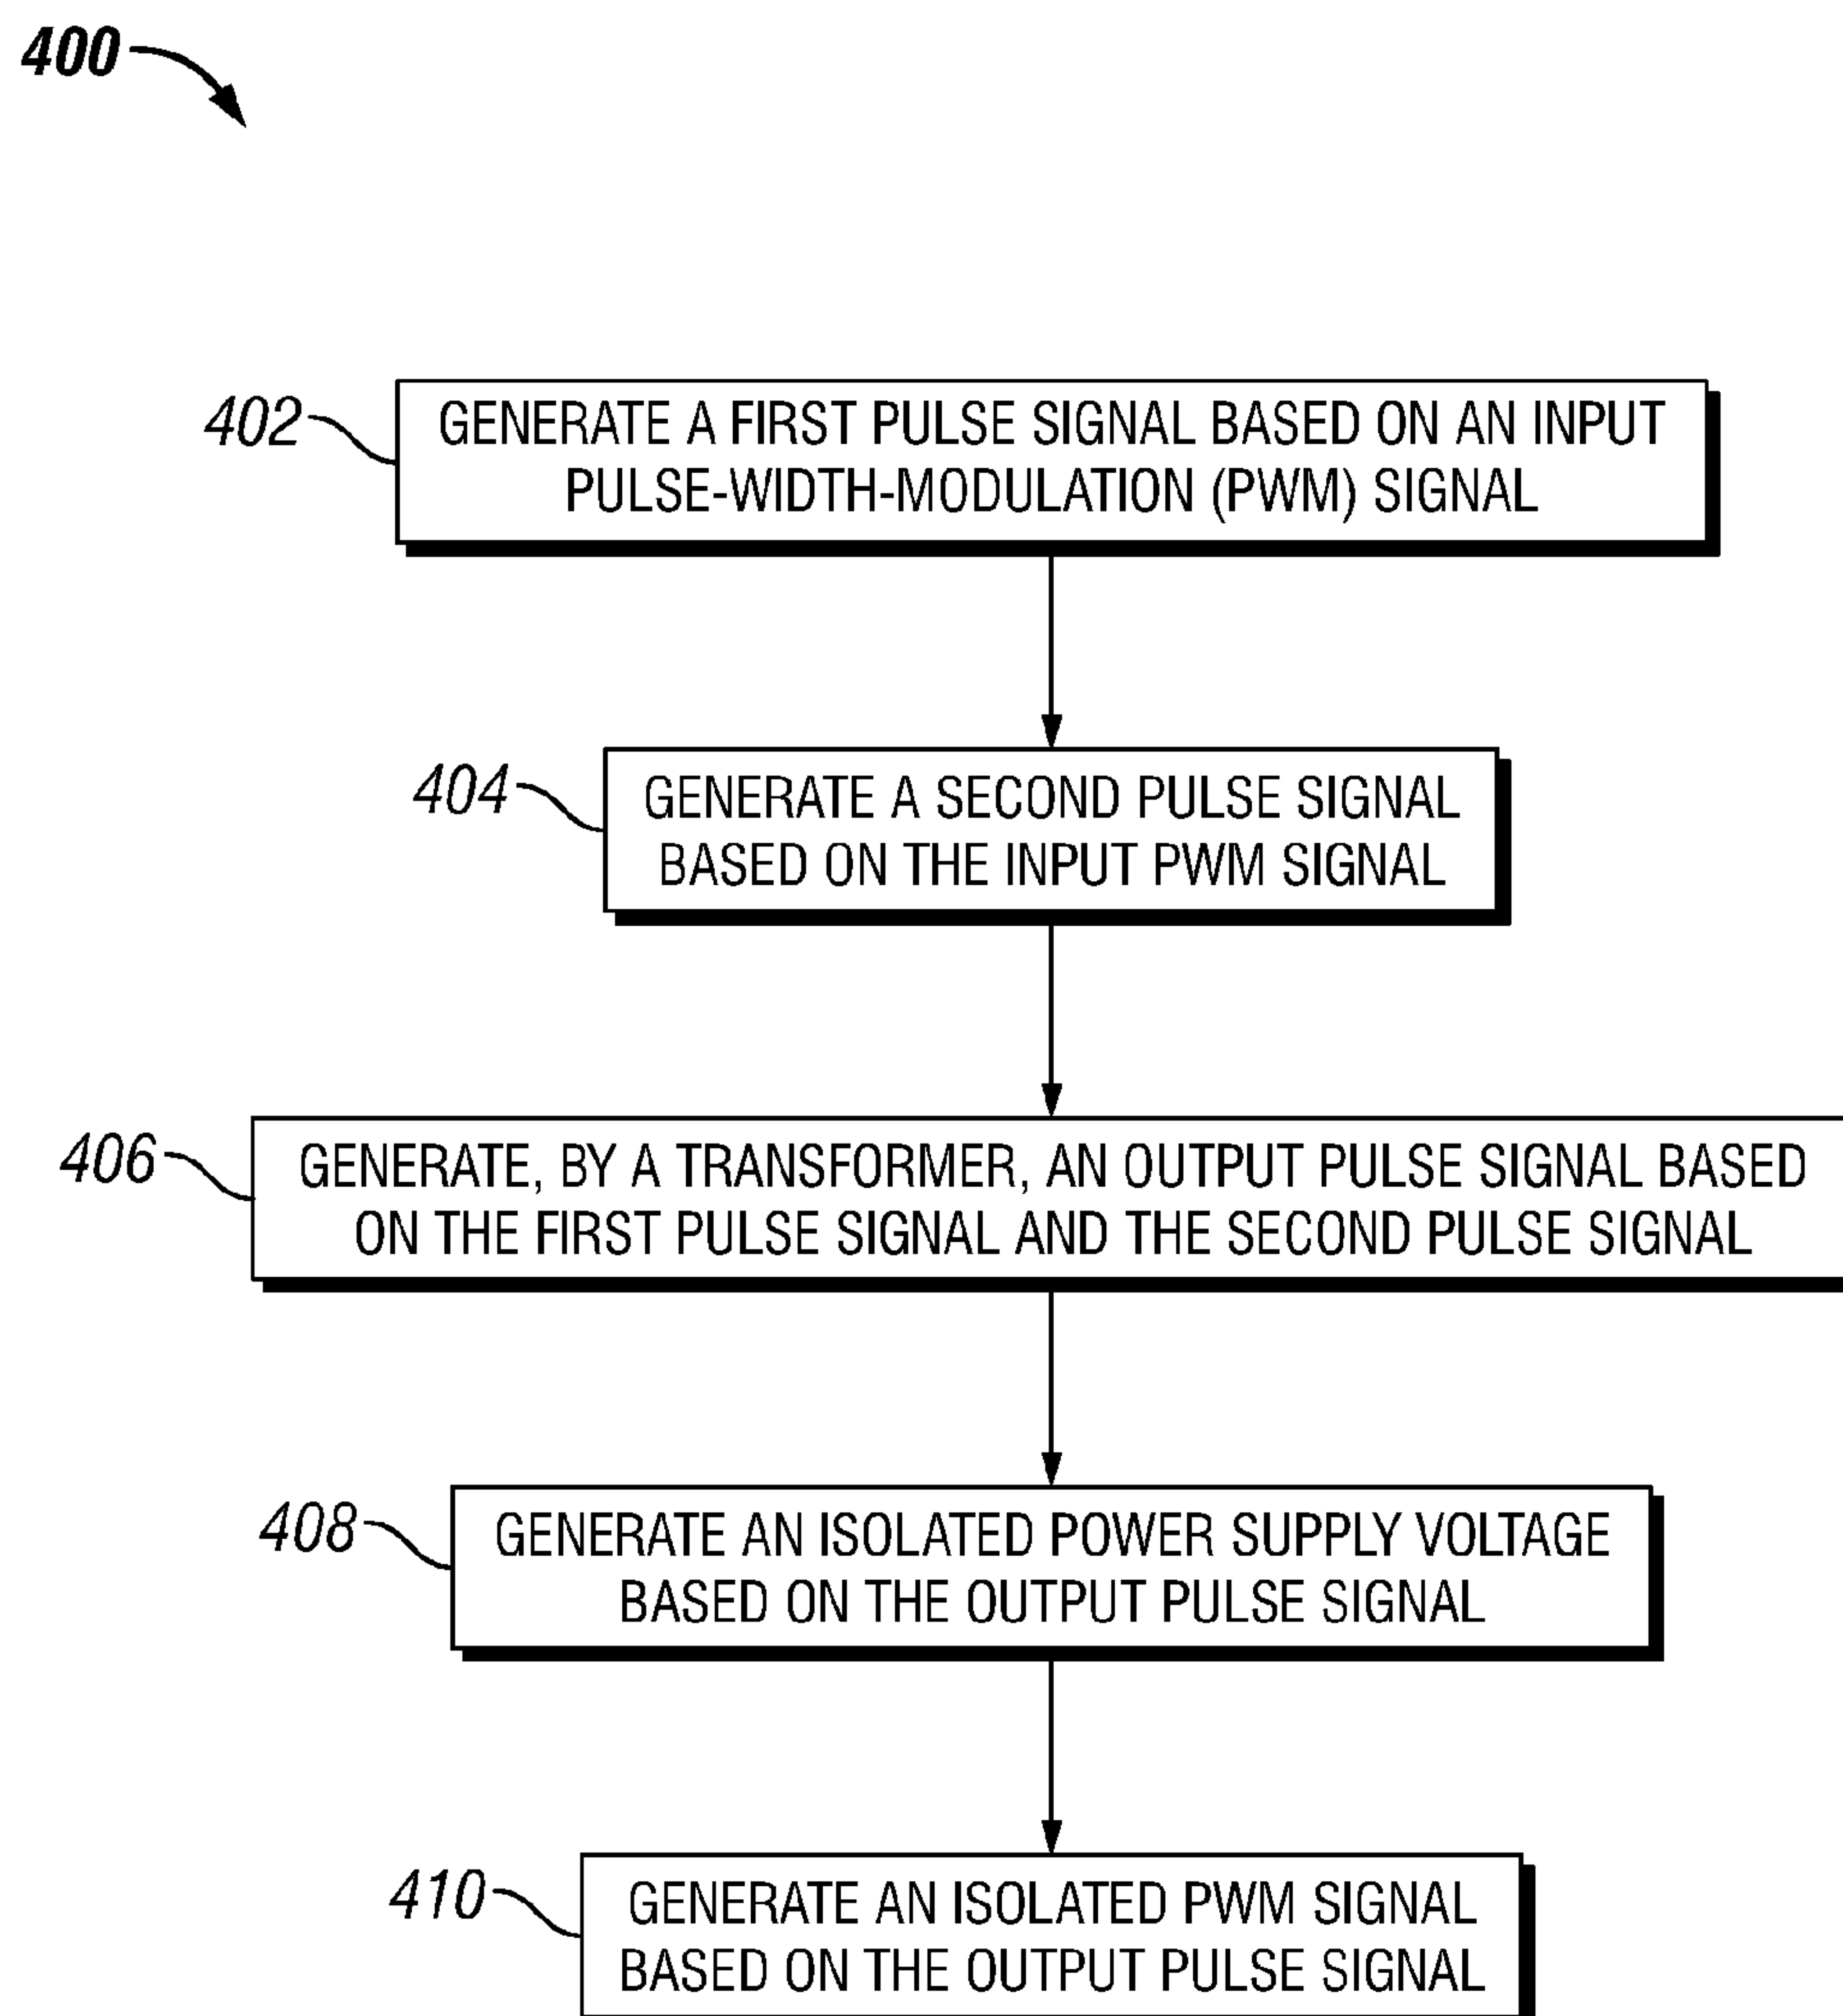 400
402
GENERATE A FIRST PULSE SIGNAL BASED ON AN INPUT
PULSE-WIDTH-MODULATION (PWM) SIGNAL
404
GENERATE A SECOND PULSE SIGNAL
BASED ON THE INPUT PWM SIGNAL
406
GENERATE, BY A TRANSFORMER, AN OUTPUT PULSE SIGNAL BASED
ON THE FIRST PULSE SIGNAL AND THE SECOND PULSE SIGNAL
408
GENERATE AN ISOLATED POWER SUPPLY VOLTAGE
BASED ON THE OUTPUT PULSE SIGNAL
410
GENERATE AN ISOLATED PWM SIGNAL
BASED ON THE OUTPUT PULSE SIGNAL